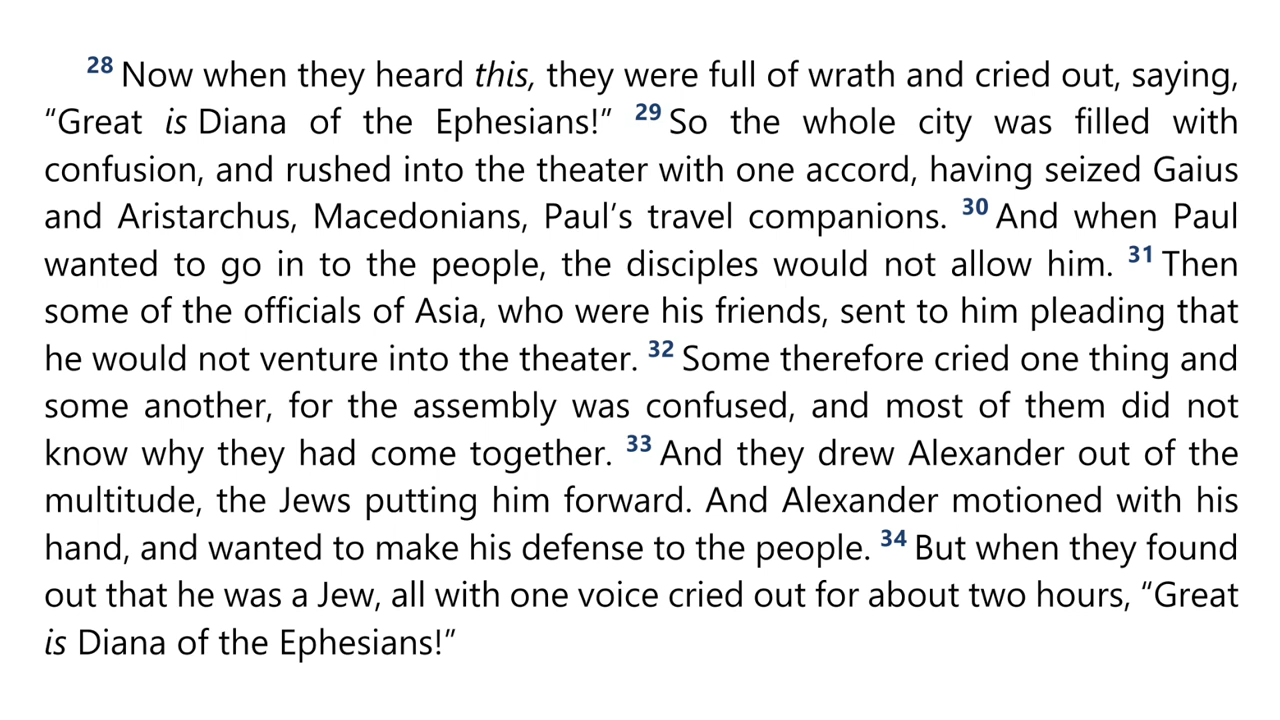 28 Now when they heard this, they were full of wrath and cried out, saying,
“Great is Diana of the Ephesians!” 29 So the whole city was filled with
confusion, and rushed into the theater with one accord, having seized Gaius
and Aristarchus, Macedonians, Paul’s travel companions. 30 And when Paul
wanted to go in to the people, the disciples would not allow him. 31 Then
some of the officials of Asia, who were his friends, sent to him pleading that
he would not venture into the theater. 32 Some therefore cried one thing and
some another, for the assembly was confused, and most of them did not
know why they had come together. 33 And they drew Alexander out of the
multitude, the Jews putting him forward. And Alexander motioned with his
hand, and wanted to make his defense to the people. 34 But when they found
out that he was a Jew, all with one voice cried out for about two hours, “Great
is Diana of the Ephesians!”